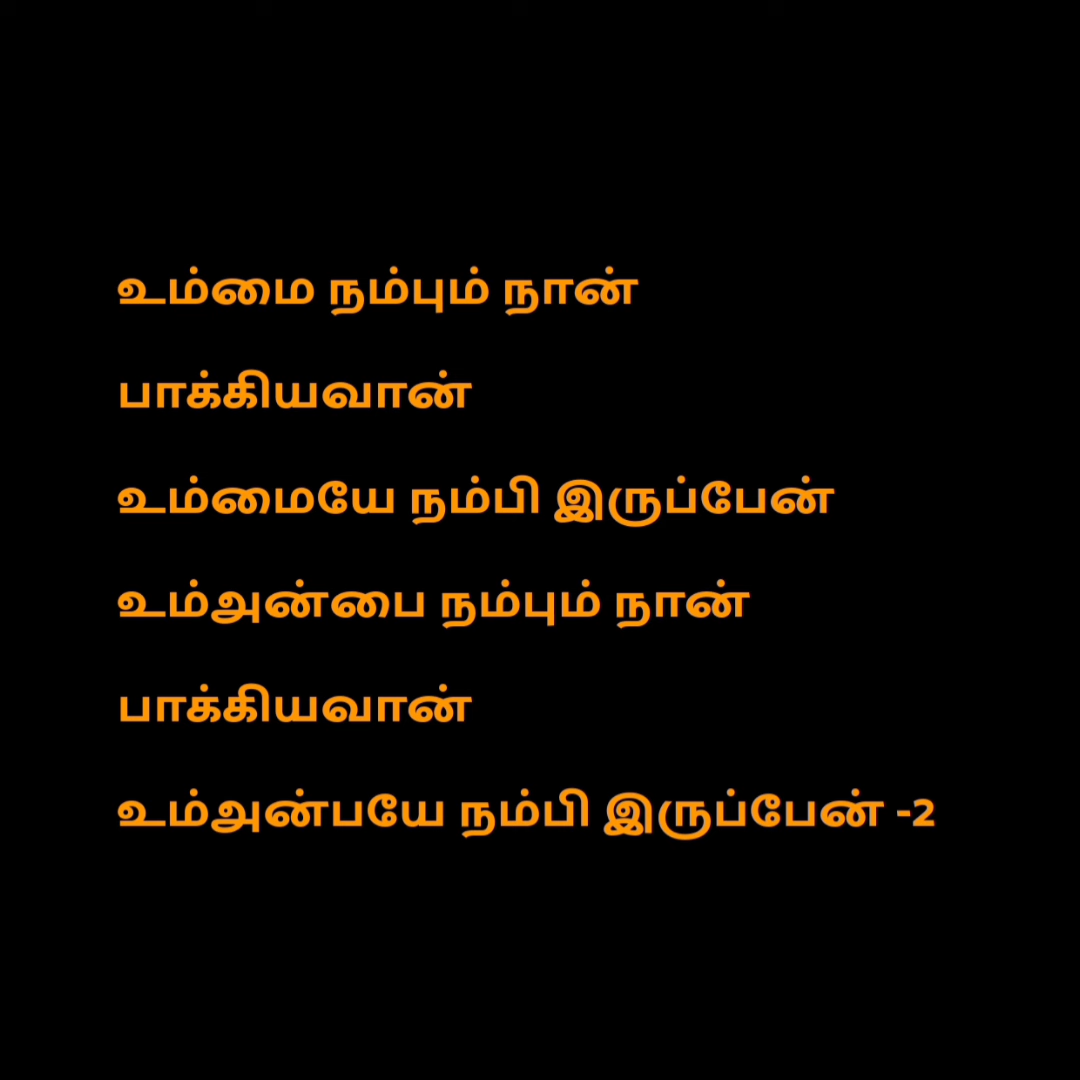 உம்மை நம்பும் நான்
பாக்கியவான்
உம்மையே நம்பி இருப்பேன்
உம்அன்பை நம்பும் நான்
பாக்கியவான்
உம்அன்பயே நம்பி இருப்பேன் -2